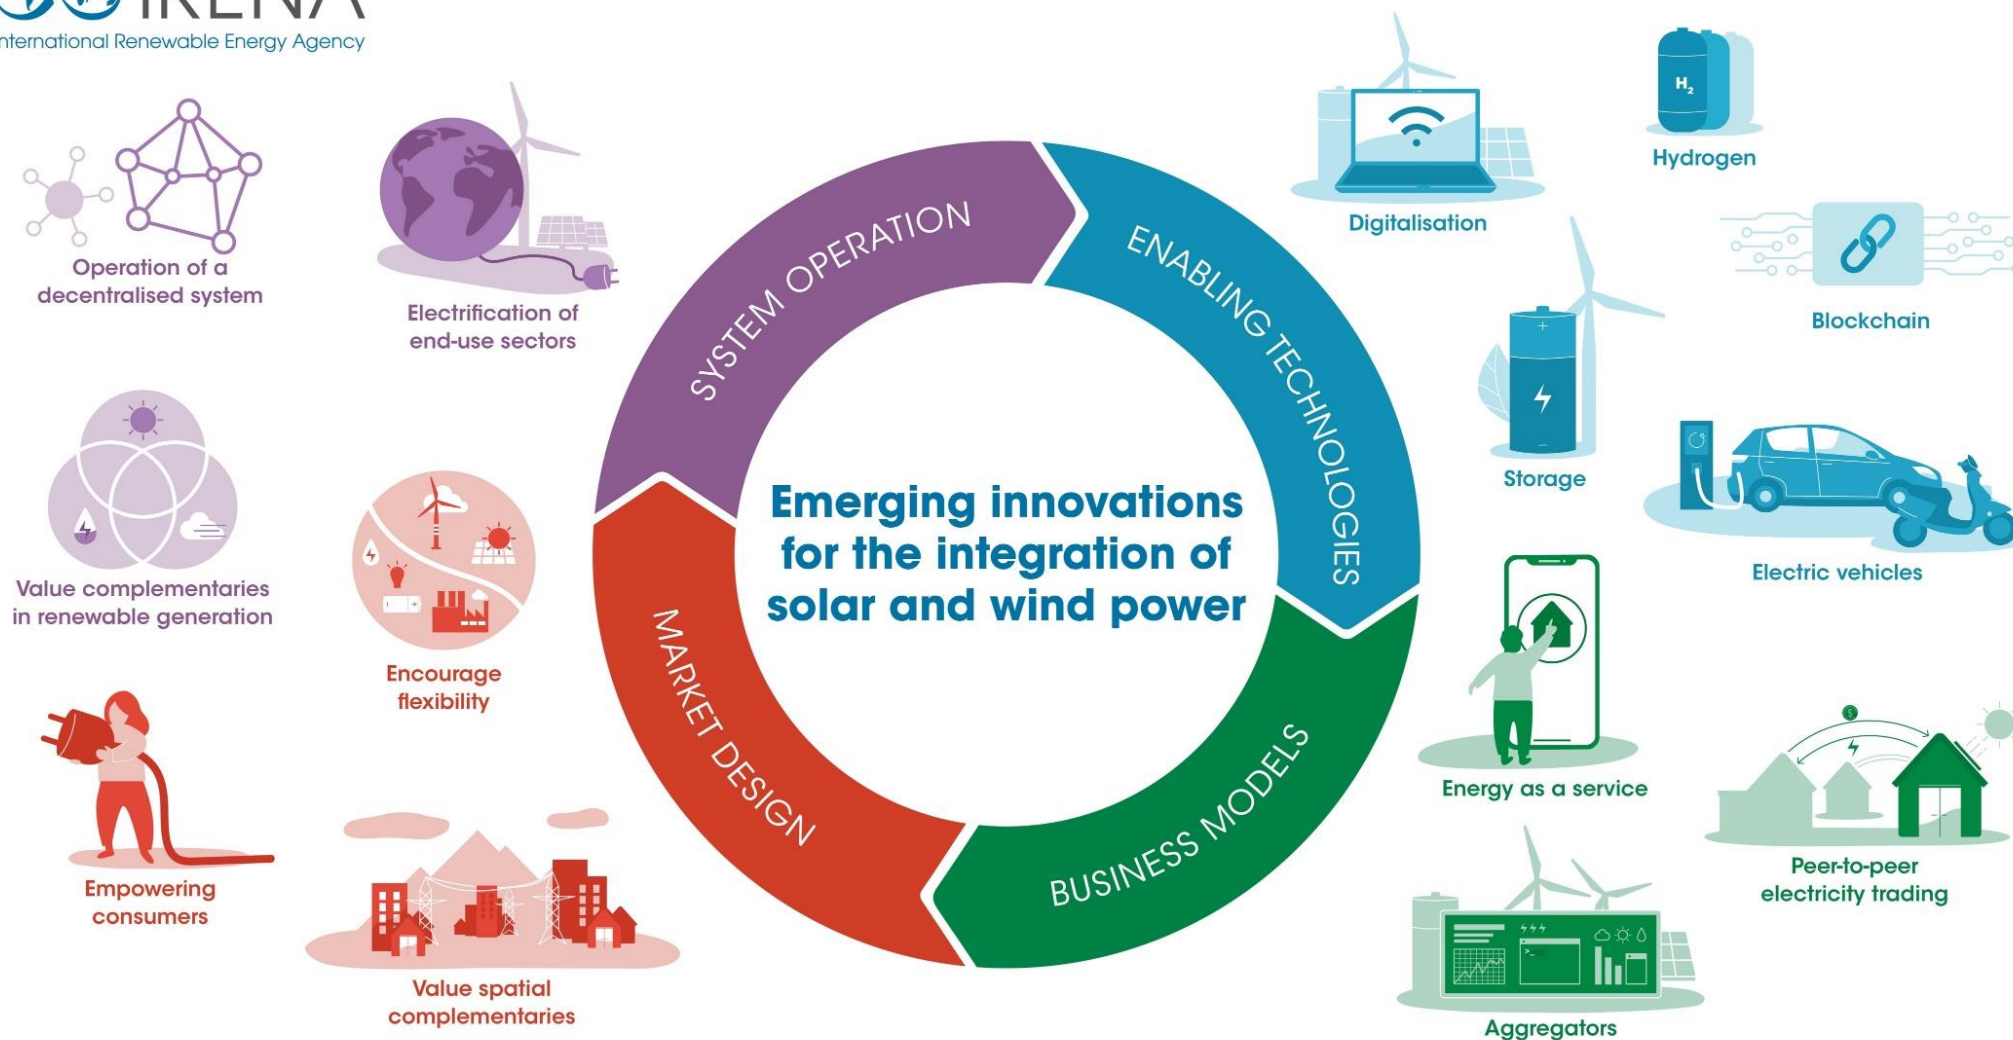 IRENA
International Renewable Energy Agency
Operation of a
decentralised system
Electrification of
end-use sectors
Value complementaries
in renewable generation
Encourage
flexibility
Empowering
consumers
Value spatial
complementaries
SYSTEM OPERATION
ENABLING TECHNOLOGIES
BUSINESS MODELS
MARKET DESIGN
Emerging innovations
for the integration of
solar and wind power
Digitalisation
H2
Hydrogen
Blockchain
Storage
Electric vehicles
Energy as a service
$
Peer-to-peer
electricity trading
Aggregators